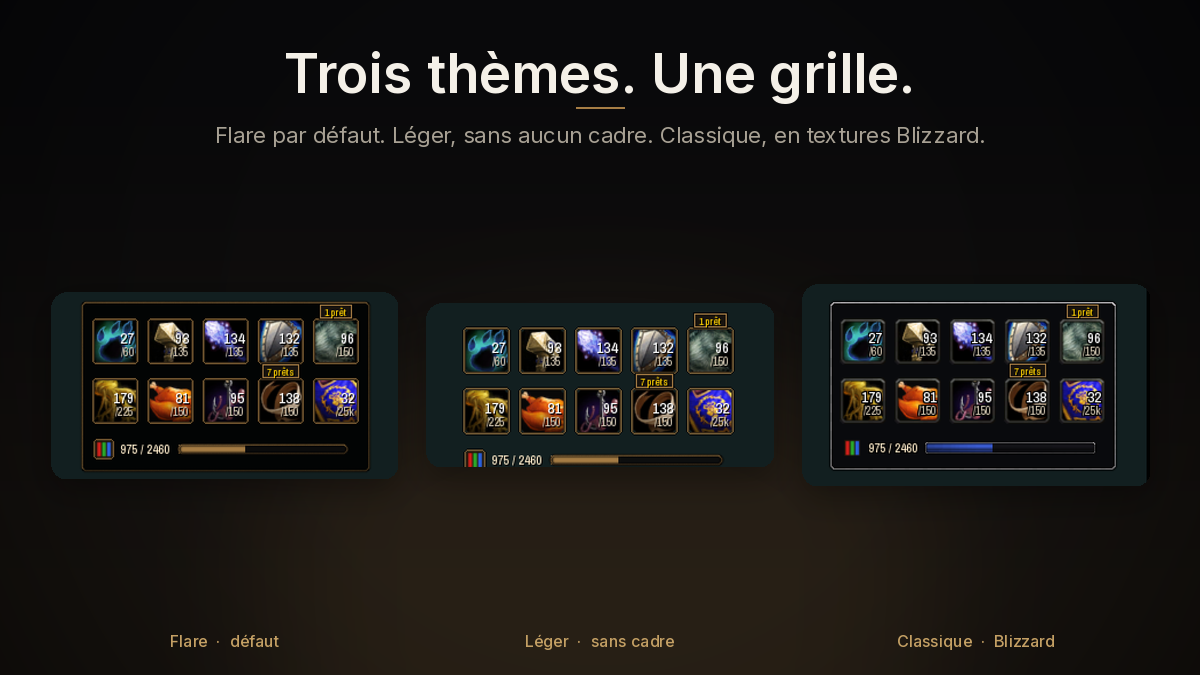 Trois thèmes. Une grille.
Flare par défaut. Léger, sans aucun cadre. Classique, en textures Blizzard.
1 prêt
27 93 134 132 96
/60 /135 /135 /135 /150
7 prêts
179 81 95 138 32
/225 /150 /150 /150 /25k
975 / 2460
1 prêt
27 93 134 132 96
/60 /135 /135 /135 /150
7 prêts
179 81 95 138 32
/225 /150 /150 /150 /25k
975 / 2460
1 prêt
27 93 134 132 96
/60 /135 /135 /135 /150
7 prêts
179 81 95 138 32
/225 /150 /150 /150 /25k
975 / 2460
Flare · défaut
Léger · sans cadre
Classique · Blizzard